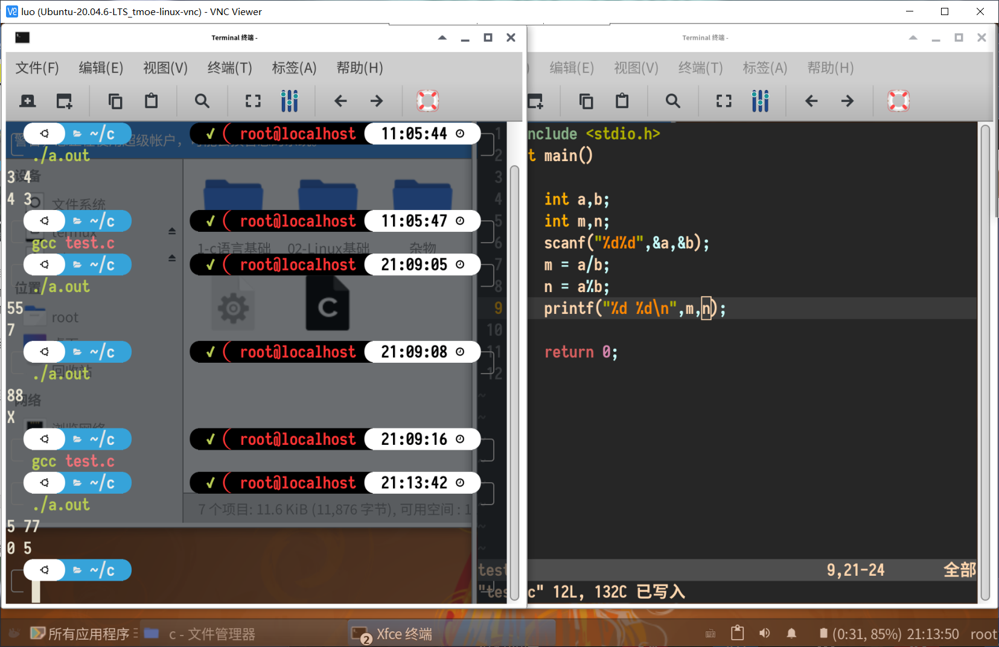 luo (Ubuntu-20.04.6-LTS_tmoe-linux-vnc) - VNC Viewer
Terminal 终端 -
文件(F) 编辑(E) 视图(V) 终端(T) 标签(A) 帮助(H)
~/c ✓ root@localhost 11:05:44
./a.out
3 4
4 3
~/c ✓ root@localhost 11:05:47
gcc test.c
~/c ✓ root@localhost 21:09:05
./a.out
55
7
~/c ✓ root@localhost 21:09:08
./a.out
88
X
~/c ✓ root@localhost 21:09:16
gcc test.c
~/c ✓ root@localhost 21:13:42
./a.out
5 77
0 5
~/c
设备
文件系统
termux
位置
root
回收站
网络
浏览网络
1-c语言基础 02-Linux基础 杂物
7 个项目: 11.6 KiB (11,876 字节), 可用空间 : 1
Terminal 终端 -
编辑(E) 视图(V) 终端(T) 标签(A) 帮助(H)
1 nclude <stdio.h>
2 t main()
3
4 int a,b;
5 int m,n;
6 scanf("%d%d",&a,&b);
7 m = a/b;
8 n = a%b;
9 printf("%d %d\n",m,n);
10
11 return 0;
12
~
~
~
~
~
~
~
~
test 9,21-24 全部
"tes c" 12L, 132C 已写入
所有应用程序 c - 文件管理器 2 Xfce 终端 (0:31, 85%) 21:13:50 root